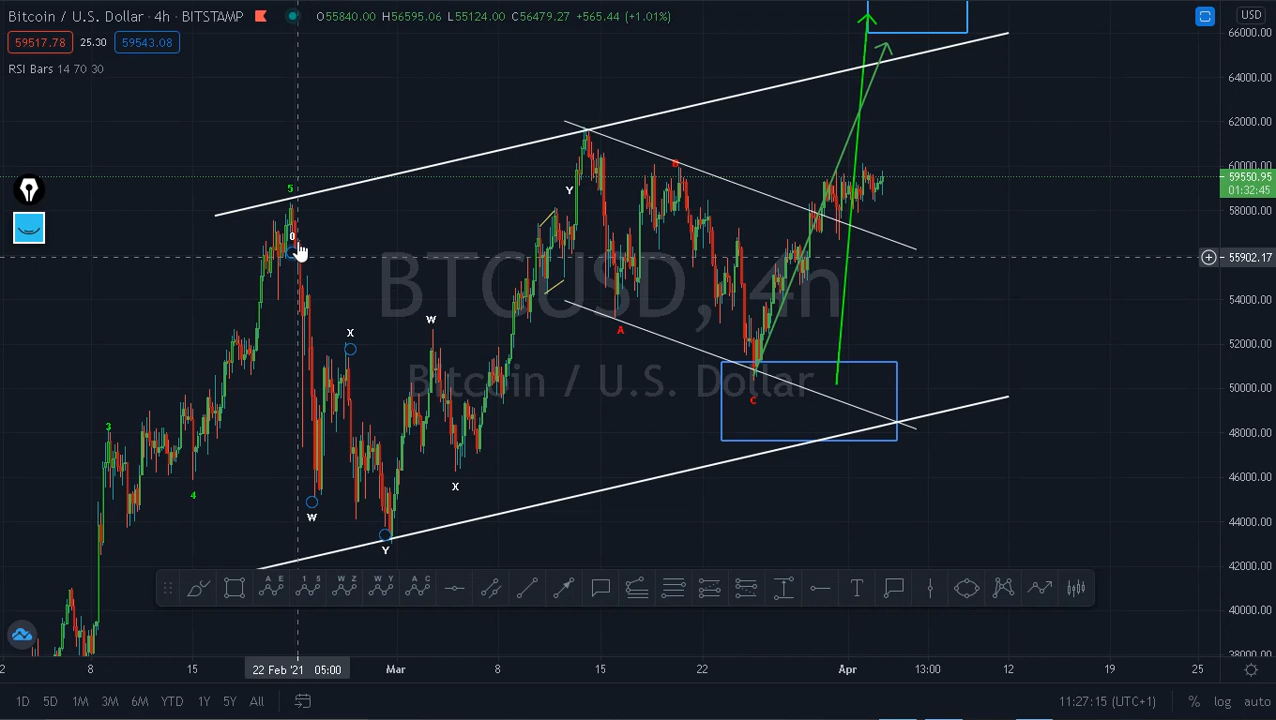 Bitcoin / U.S. Dollar · 4h · BITSTAMP O55840.00 H56595.06 L55124.00 C56479.27 +565.44 (+1.01%) USD
59517.78 25.30 59543.08
RSI Bars 14 70 30
66000.00
64000.00
62000.00
60000.00
59550.95
01:32:45
58000.00
55902.17
54000.00
52000.00
50000.00
48000.00
46000.00
44000.00
42000.00
40000.00
38000.00
BTCUSD, 4h
Bitcoin / U.S. Dollar
3
4
5
0
W
X
Y
W
X
Y
A
B
C
A E
1 5
W Z
W Y
A C
T
2 8 15 22 Feb '21 05:00 Mar 8 15 22 Apr 13:00 12 19 25
1D 5D 1M 3M 6M YTD 1Y 5Y All 11:27:15 (UTC+1) % log auto